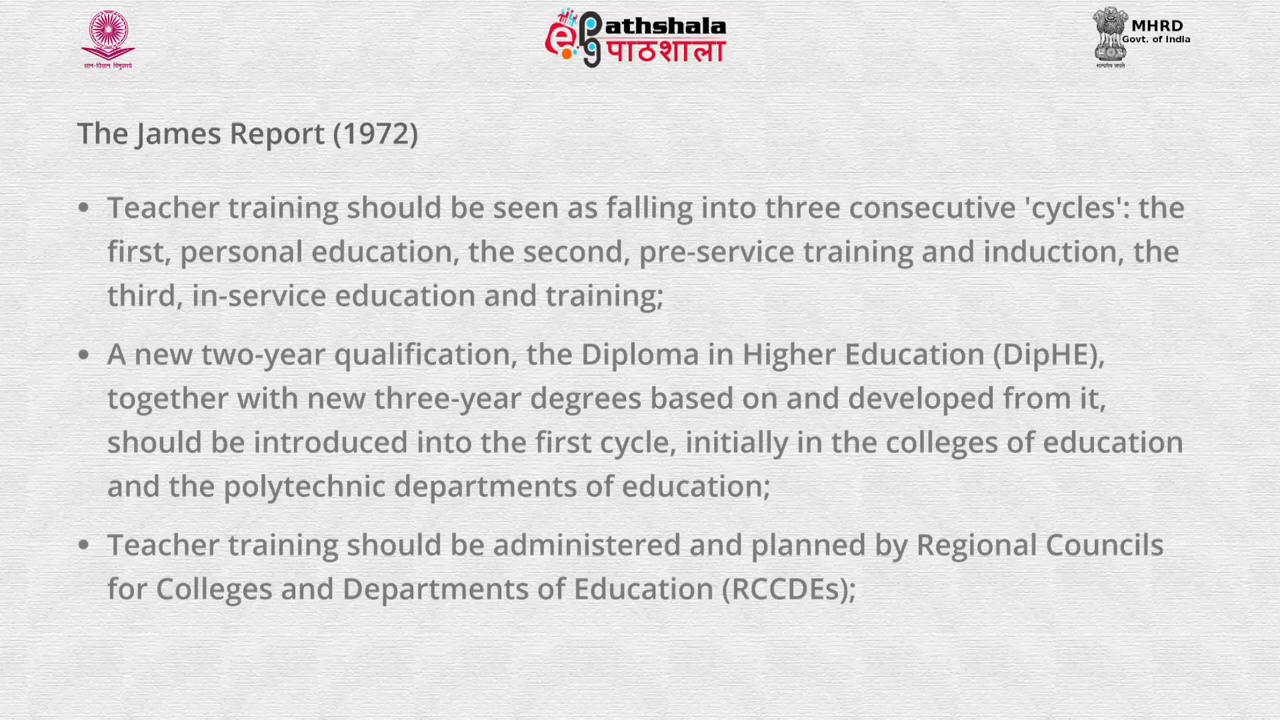 ज्ञान-विज्ञान विमुक्तये
e pg Pathshala
पाठशाला
MHRD
Govt. of India
सत्यमेव जयते
The James Report (1972)
• Teacher training should be seen as falling into three consecutive 'cycles': the
first, personal education, the second, pre-service training and induction, the
third, in-service education and training;
• A new two-year qualification, the Diploma in Higher Education (DipHE),
together with new three-year degrees based on and developed from it,
should be introduced into the first cycle, initially in the colleges of education
and the polytechnic departments of education;
• Teacher training should be administered and planned by Regional Councils
for Colleges and Departments of Education (RCCDEs);